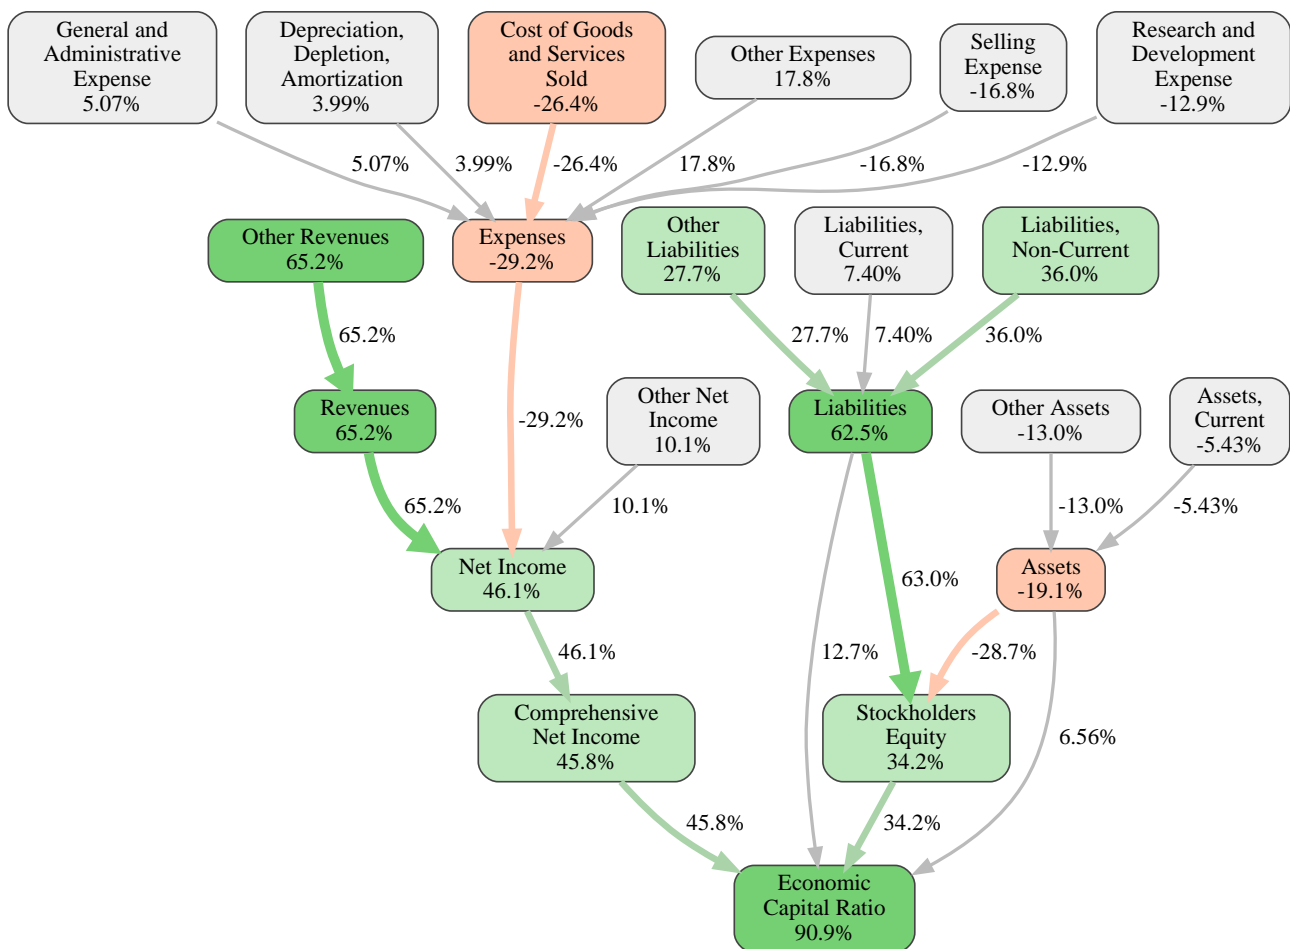 General and
Administrative
Expense
5.07%
Depreciation,
Depletion,
Amortization
3.99%
Cost of Goods
and Services
Sold
-26.4%
Other Expenses
17.8%
Selling
Expense
-16.8%
Research and
Development
Expense
-12.9%
5.07%
3.99%
-26.4%
17.8%
-16.8%
-12.9%
Other Revenues
65.2%
Expenses
-29.2%
Other
Liabilities
27.7%
Liabilities,
Current
7.40%
Liabilities,
Non-Current
36.0%
65.2%
27.7%
7.40%
36.0%
Revenues
65.2%
-29.2%
Other Net
Income
10.1%
Liabilities
62.5%
Other Assets
-13.0%
Assets,
Current
-5.43%
65.2%
10.1%
-13.0%
-5.43%
Net Income
46.1%
63.0%
Assets
-19.1%
46.1%
12.7%
-28.7%
Comprehensive
Net Income
45.8%
Stockholders
Equity
34.2%
6.56%
45.8%
34.2%
Economic
Capital Ratio
90.9%